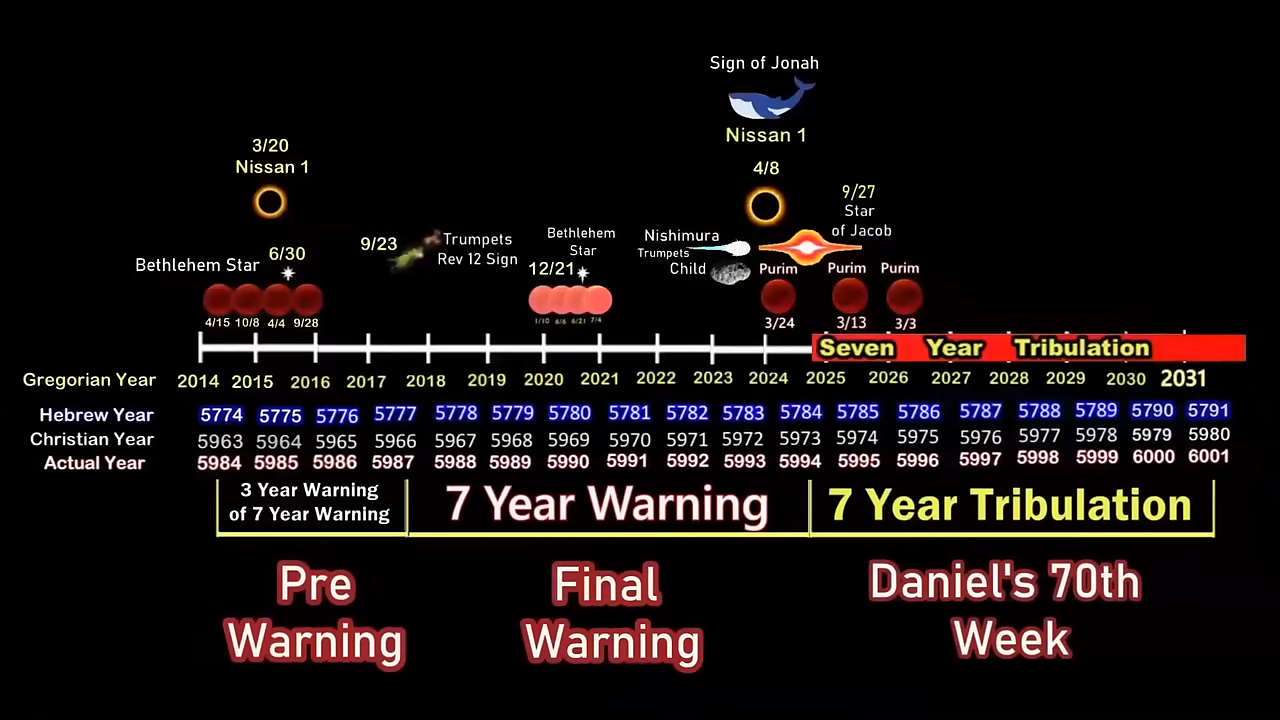 Sign of Jonah
Nissan 1
4/8
3/20
Nissan 1
9/27
Star
of Jacob
Bethlehem Star
6/30
9/23
Trumpets
Rev 12 Sign
Bethlehem
Star
12/21
Nishimura
Trumpets
Child
Purim
Purim
Purim
4/15 10/8 4/4 9/28
1/10 6/6 6/21 7/4
3/24
3/13
3/3
Seven Year Tribulation
Gregorian Year 2014 2015 2016 2017 2018 2019 2020 2021 2022 2023 2024 2025 2026 2027 2028 2029 2030 2031
Hebrew Year 5774 5775 5776 5777 5778 5779 5780 5781 5782 5783 5784 5785 5786 5787 5788 5789 5790 5791
Christian Year 5963 5964 5965 5966 5967 5968 5969 5970 5971 5972 5973 5974 5975 5976 5977 5978 5979 5980
Actual Year 5984 5985 5986 5987 5988 5989 5990 5991 5992 5993 5994 5995 5996 5997 5998 5999 6000 6001
3 Year Warning
of 7 Year Warning
7 Year Warning
7 Year Tribulation
Pre
Warning
Final
Warning
Daniel's 70th
Week